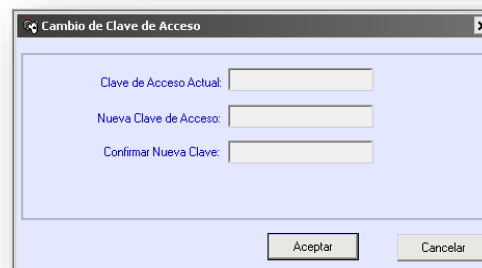 Cambio de Clave de Acceso
Clave de Acceso Actual:
Nueva Clave de Acceso:
Confirmar Nueva Clave:
Aceptar Cancelar